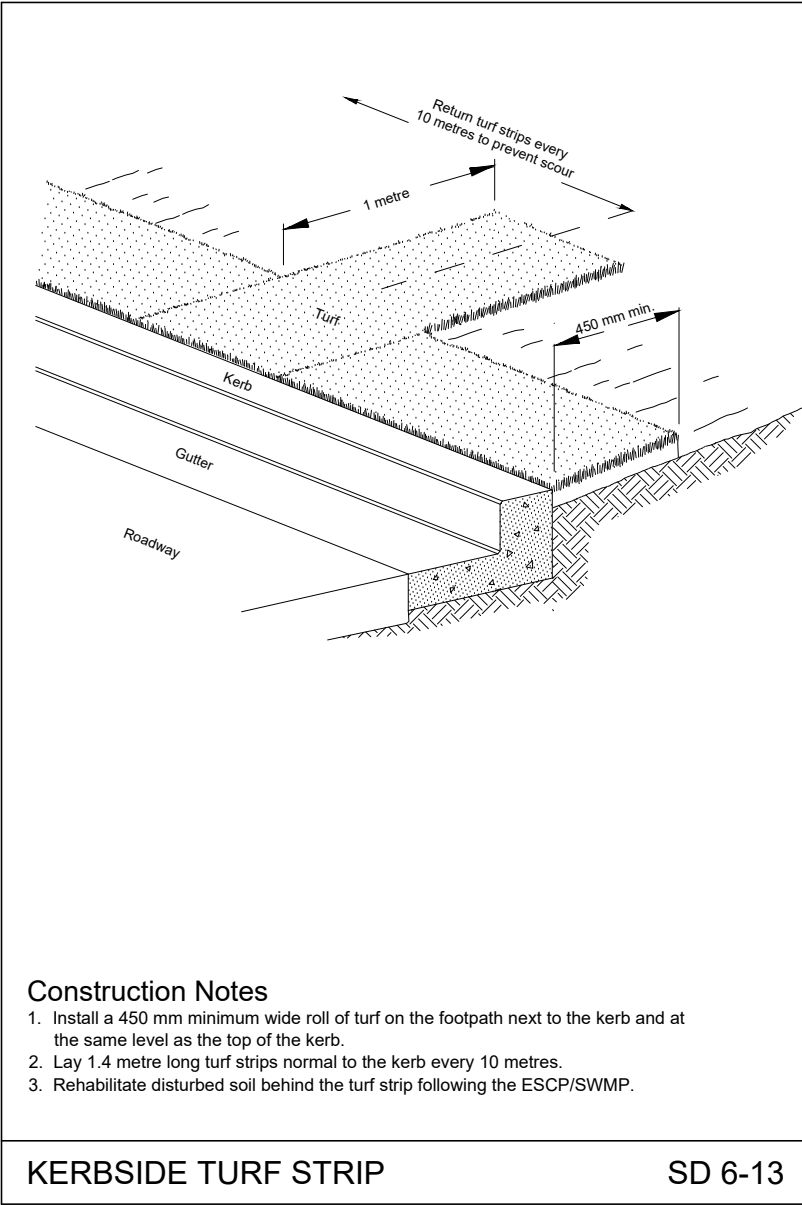 Return turf strips every
10 metres to prevent scour
1 metre
Turf
450 mm min.
Kerb
Gutter
Roadway
Construction Notes
1. Install a 450 mm minimum wide roll of turf on the footpath next to the kerb and at
the same level as the top of the kerb.
2. Lay 1.4 metre long turf strips normal to the kerb every 10 metres.
3. Rehabilitate disturbed soil behind the turf strip following the ESCP/SWMP.
KERBSIDE TURF STRIP
SD 6-13